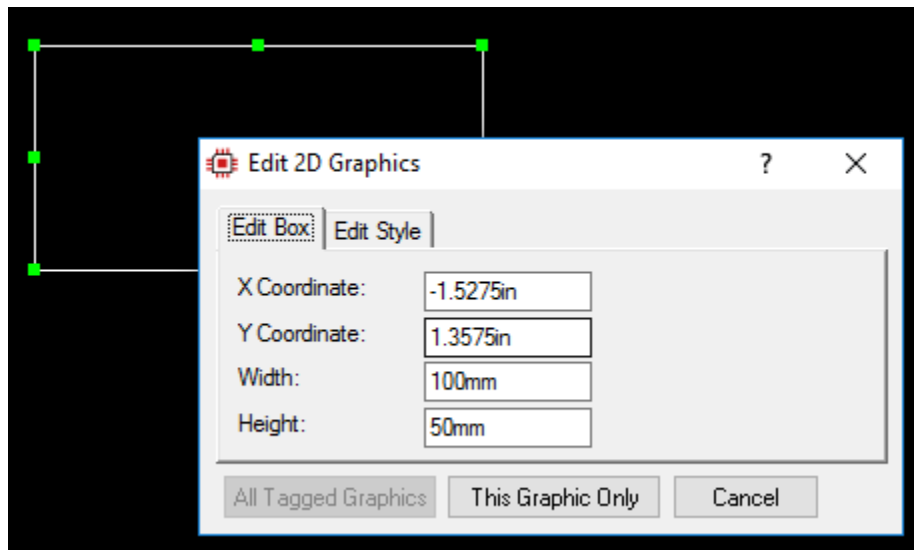 Edit 2D Graphics ? ×
Edit Box Edit Style
X Coordinate: -1.5275in
Y Coordinate: 1.3575in
Width: 100mm
Height: 50mm
All Tagged Graphics This Graphic Only Cancel